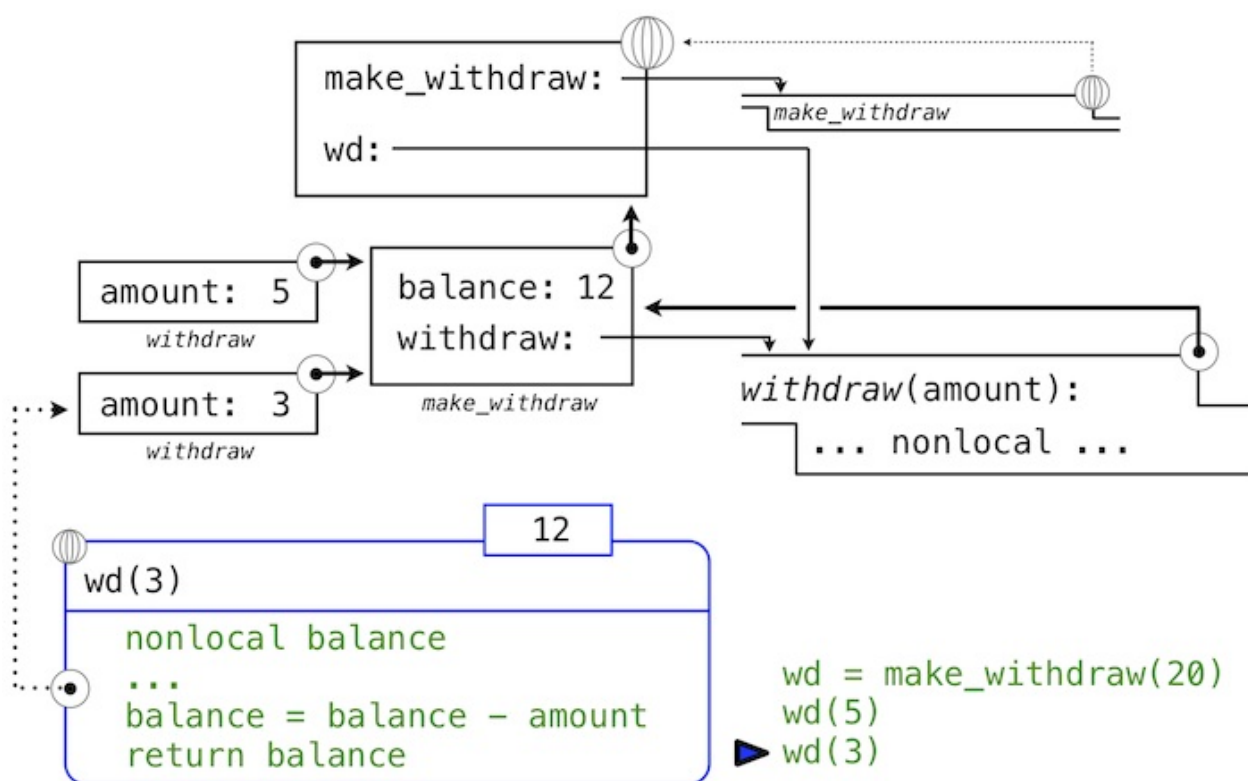 make_withdraw:
make_withdraw
wd:
amount: 5
withdraw
balance: 12
withdraw:
make_withdraw
amount: 3
withdraw
withdraw(amount):
... nonlocal ...
12
wd(3)
nonlocal balance
...
balance = balance − amount
return balance
wd = make_withdraw(20)
wd(5)
wd(3)